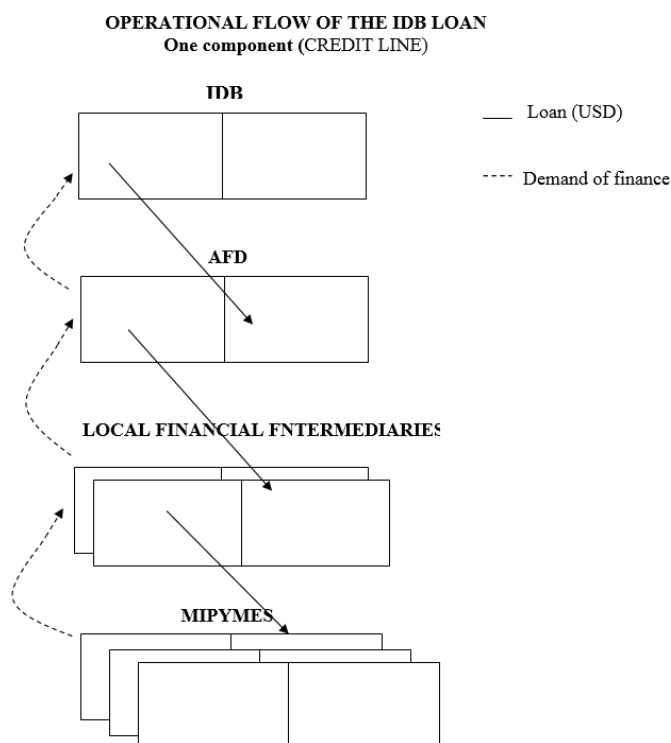 OPERATIONAL FLOW OF THE IDB LOAN
One component (CREDIT LINE)
IDB
Loan (USD)
Demand of finance
AFD
LOCAL FINANCIAL FNTERMEDIARIES
MIPYMES